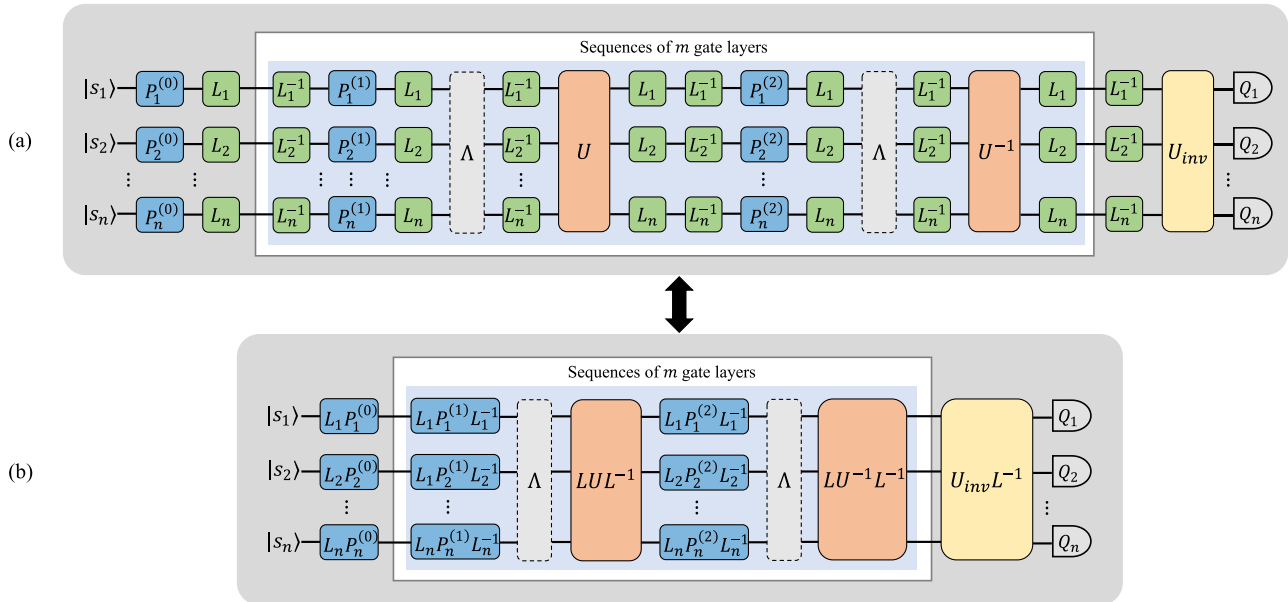 Sequences of m gate layers
|s₁⟩ P₁⁽⁰⁾ L₁ L₁⁻¹ P₁⁽¹⁾ L₁ L₁⁻¹ L₁ L₁⁻¹ P₁⁽²⁾ L₁ L₁⁻¹ L₁ L₁⁻¹ Q₁
(a) |s₂⟩ P₂⁽⁰⁾ L₂ L₂⁻¹ P₂⁽¹⁾ L₂ Λ L₂⁻¹ U L₂ L₂⁻¹ P₂⁽²⁾ L₂ Λ L₂⁻¹ U⁻¹ L₂ L₂⁻¹ U_inv Q₂
|sₙ⟩ Pₙ⁽⁰⁾ Lₙ Lₙ⁻¹ Pₙ⁽¹⁾ Lₙ Lₙ⁻¹ Lₙ Lₙ⁻¹ Pₙ⁽²⁾ Lₙ Lₙ⁻¹ Lₙ Lₙ⁻¹ Qₙ
Sequences of m gate layers
|s₁⟩ L₁P₁⁽⁰⁾ L₁P₁⁽¹⁾L₁⁻¹ L₁P₁⁽²⁾L₁⁻¹ Q₁
(b) |s₂⟩ L₂P₂⁽⁰⁾ L₁P₂⁽¹⁾L₂⁻¹ Λ LUL⁻¹ L₂P₂⁽²⁾L₂⁻¹ Λ LU⁻¹L⁻¹ U_invL⁻¹ Q₂
|sₙ⟩ LₙPₙ⁽⁰⁾ LₙPₙ⁽¹⁾Lₙ⁻¹ LₙPₙ⁽²⁾Lₙ⁻¹ Qₙ